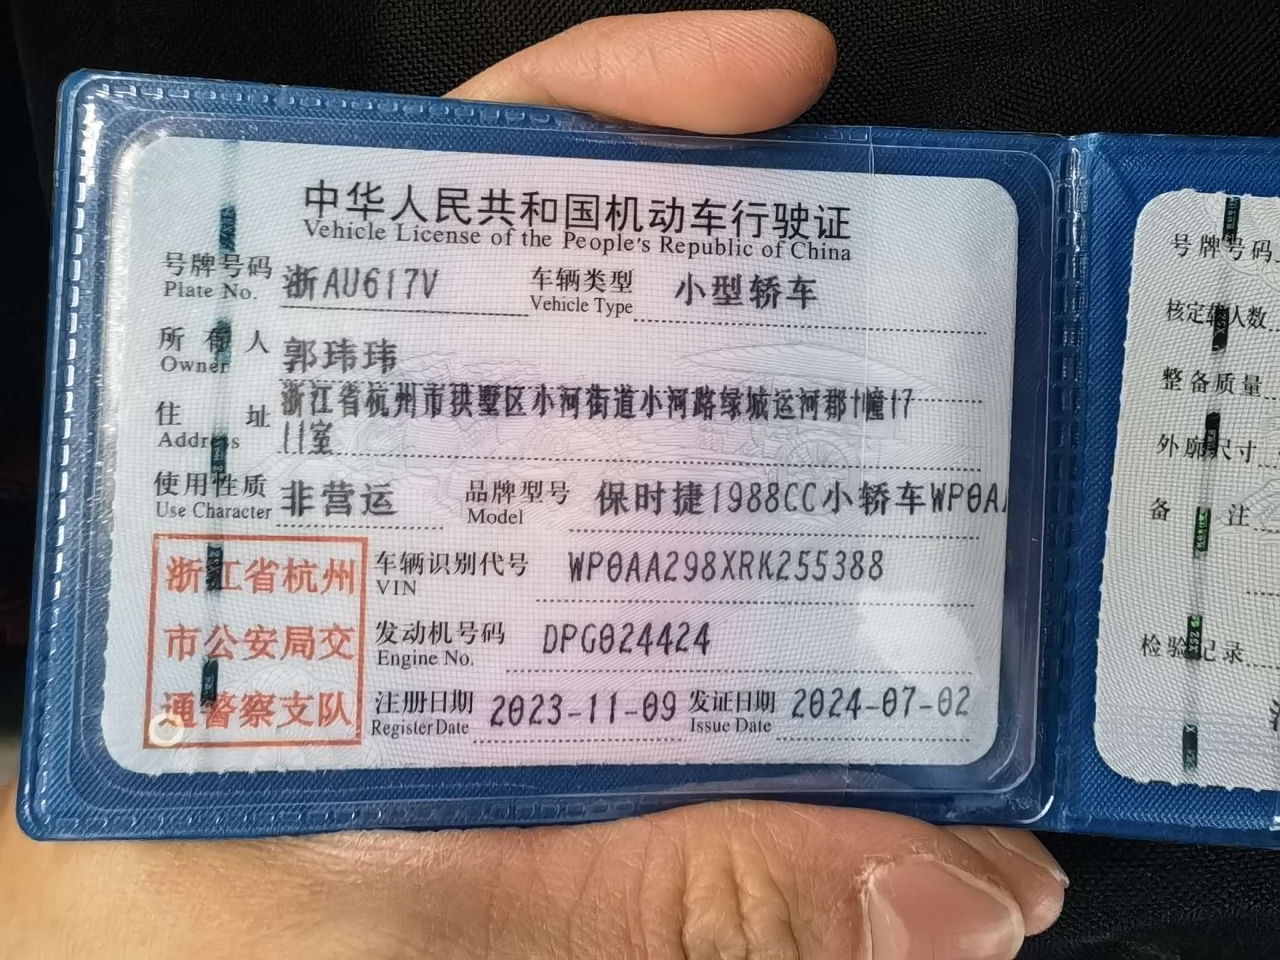 中华人民共和国机动车行驶证
Vehicle License of the People's Republic of China
号牌号码 浙AU617V 车辆类型 小型轿车
Plate No. Vehicle Type
所有人 郭玮玮
Owner
住址 浙江省杭州市拱墅区小河街道小河路绿城运河郡1幢17
Address 11室
使用性质 非营运 品牌型号 保时捷1988CC小轿车WP0AA
Use Character Model
浙江省杭州
市公安局交
通警察支队
车辆识别代号 WP0AA298XRK255388
VIN
发动机号码 DPG024424
Engine No.
注册日期 2023-11-09 发证日期 2024-07-02
Register Date Issue Date
号牌号码
核定载人数
整备质量
外廓尺寸
备注
检验记录